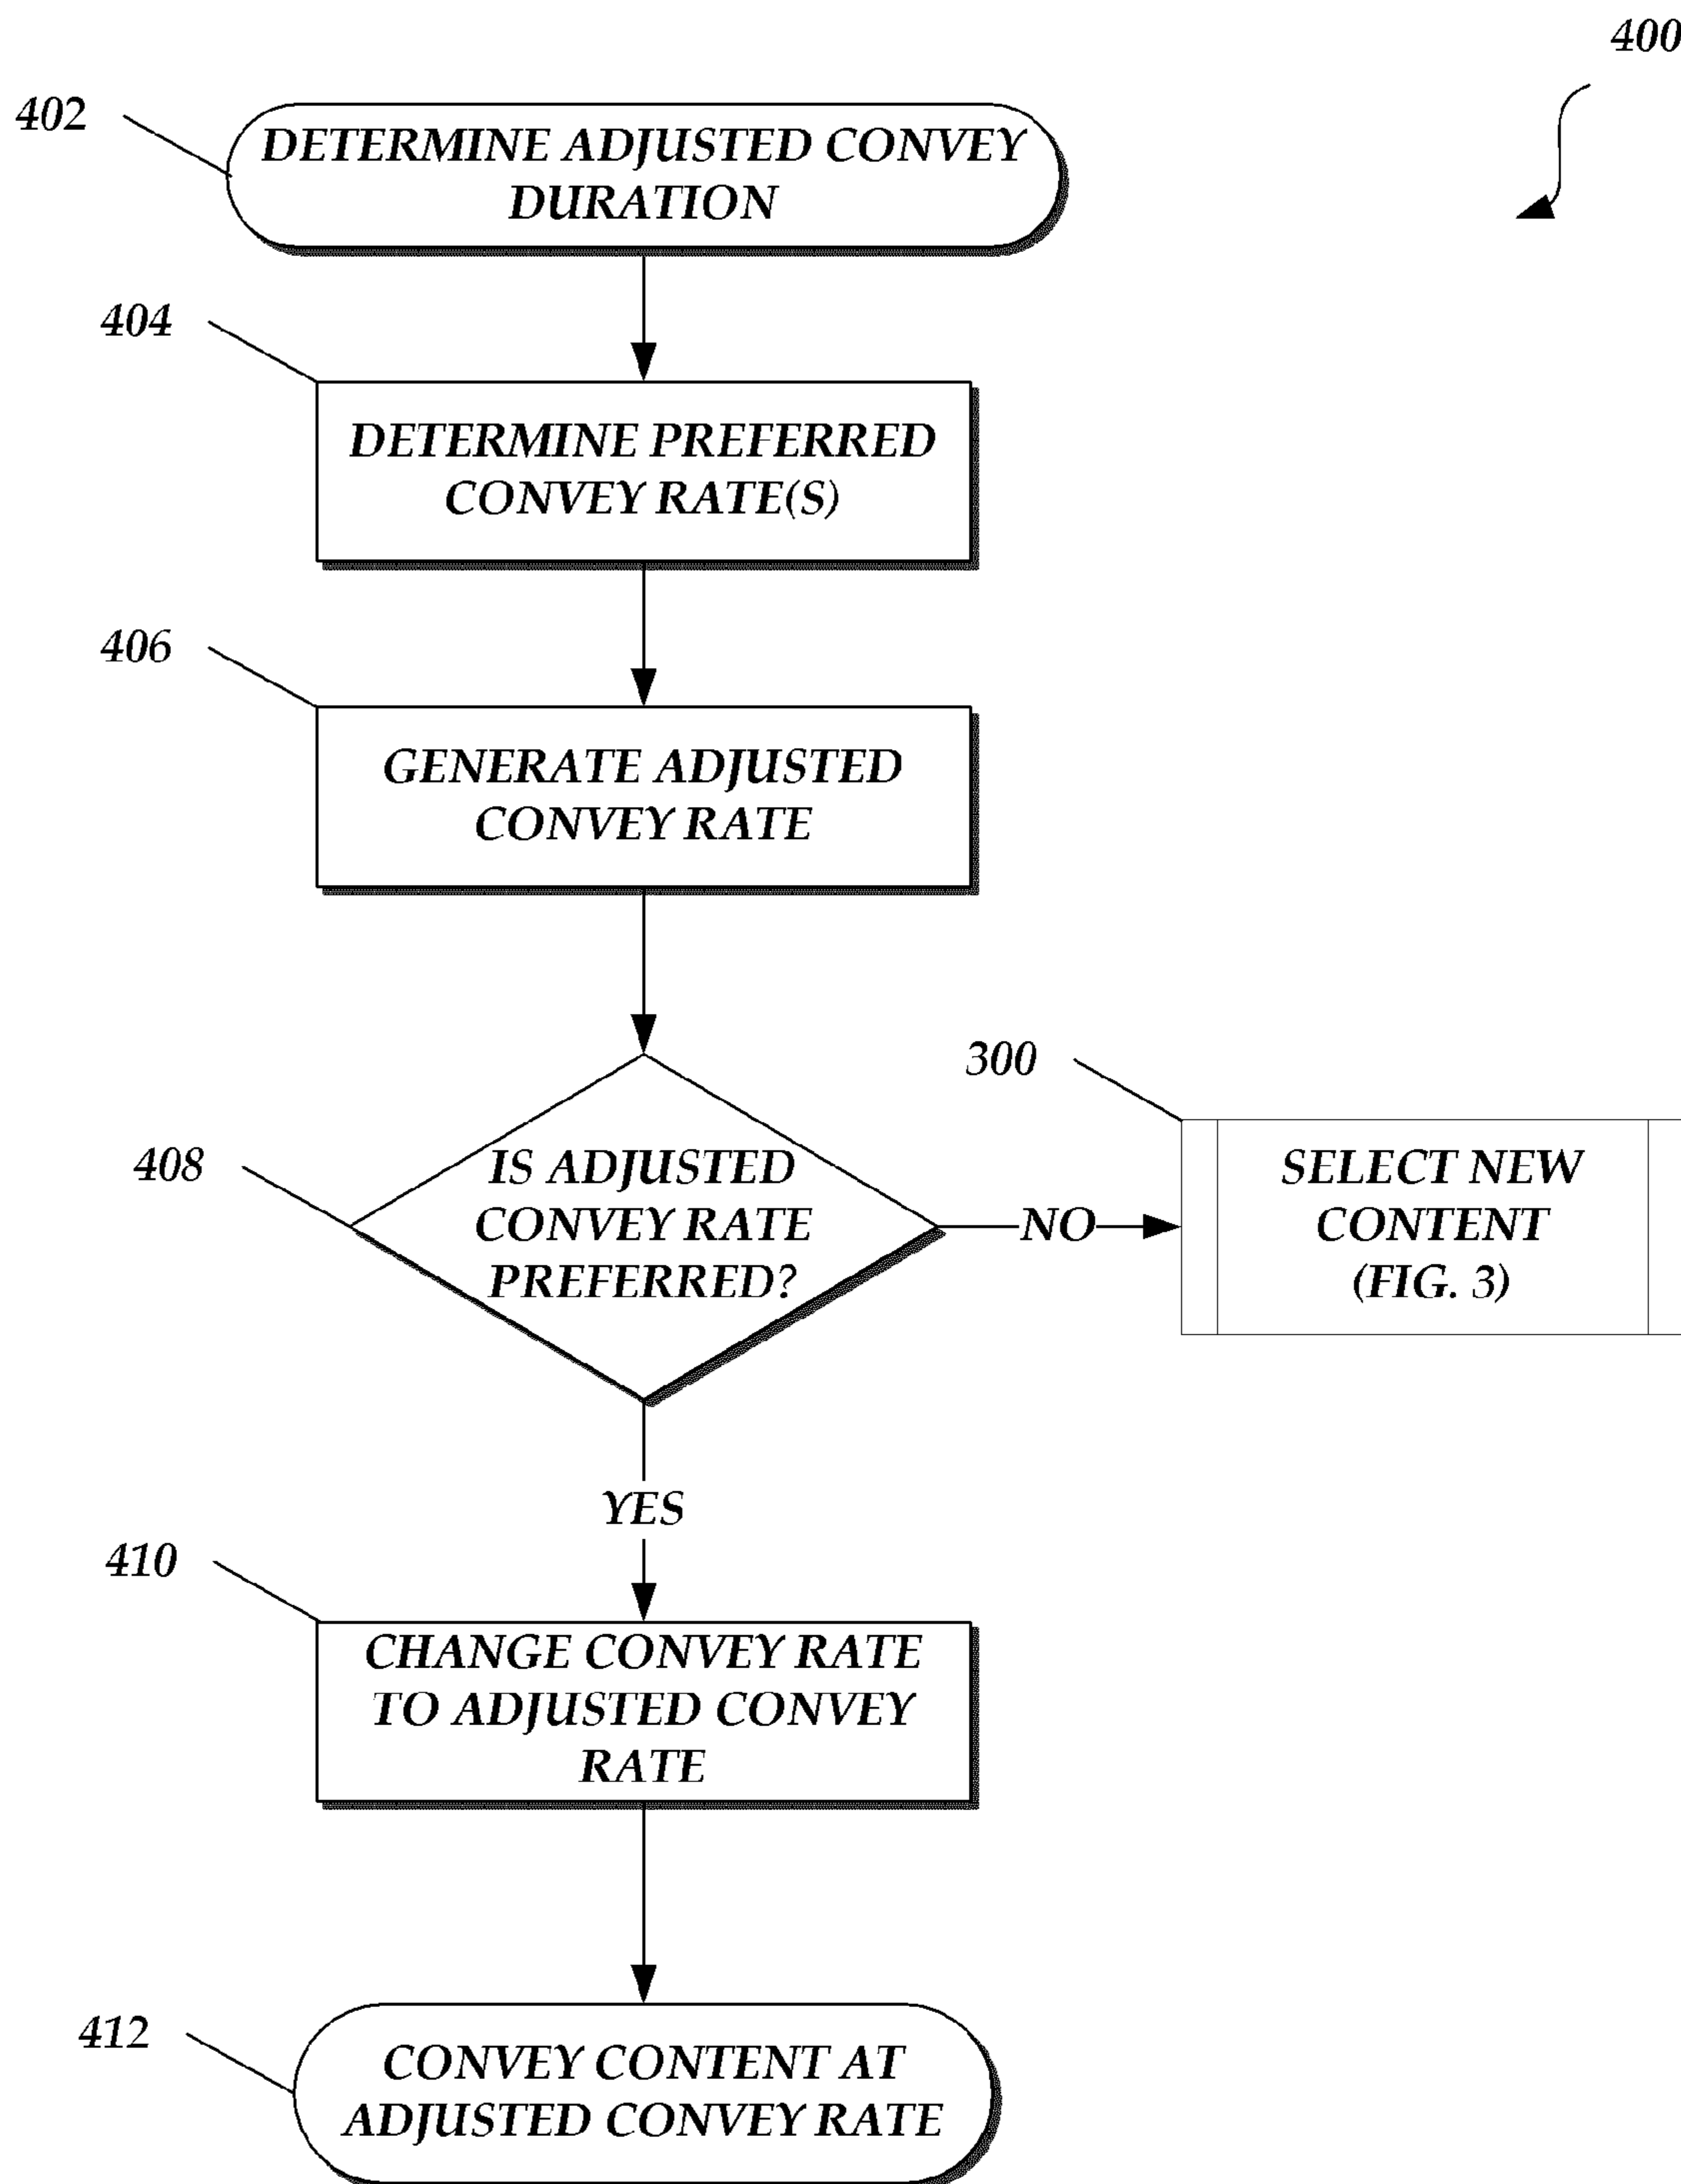 400
402
DETERMINE ADJUSTED CONVEY
DURATION
404
DETERMINE PREFERRED
CONVEY RATE(S)
406
GENERATE ADJUSTED
CONVEY RATE
408
IS ADJUSTED
CONVEY RATE
PREFERRED?
NO
300
SELECT NEW
CONTENT
(FIG. 3)
YES
410
CHANGE CONVEY RATE
TO ADJUSTED CONVEY
RATE
412
CONVEY CONTENT AT
ADJUSTED CONVEY RATE